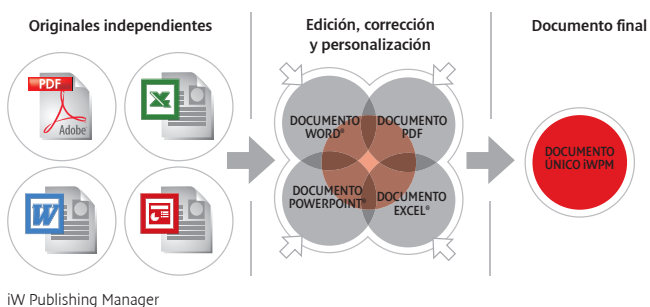 Originales independientes
PDF
Adobe
X
W
Edición, corrección
y personalización
DOCUMENTO
WORD®
DOCUMENTO
PDF
DOCUMENTO
POWERPOINT®
DOCUMENTO
EXCEL®
Documento final
DOCUMENTO
ÚNICO iWPM
iW Publishing Manager